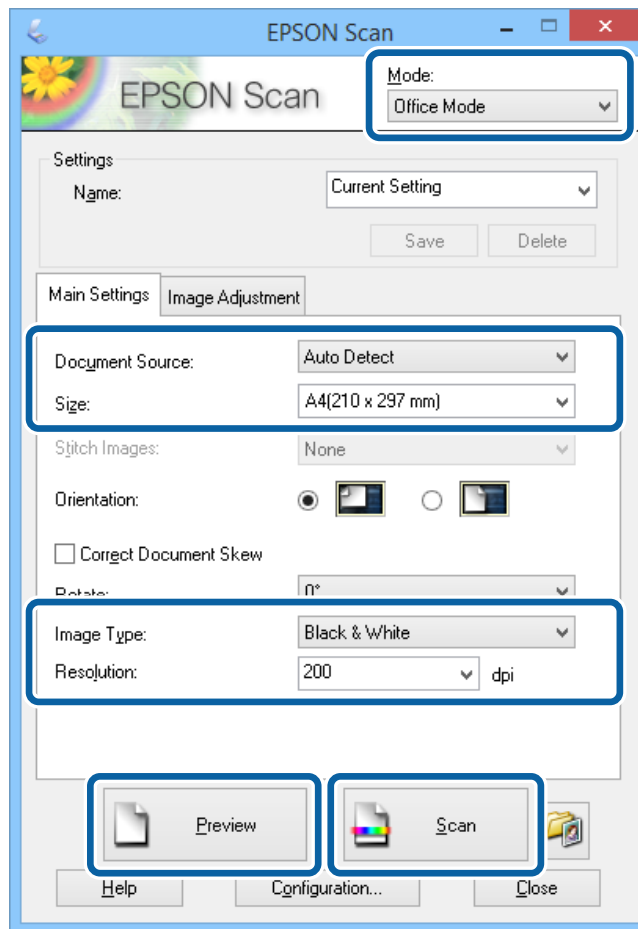 EPSON Scan
EPSON Scan
Mode:
Office Mode
Settings
Name:
Current Setting
Save
Delete
Main Settings
Image Adjustment
Document Source:
Auto Detect
Size:
A4(210 x 297 mm)
Stitch Images:
None
Orientation:
Correct Document Skew
Rotate:
0°
Image Type:
Black & White
Resolution:
200
dpi
Preview
Scan
Help
Configuration...
Close